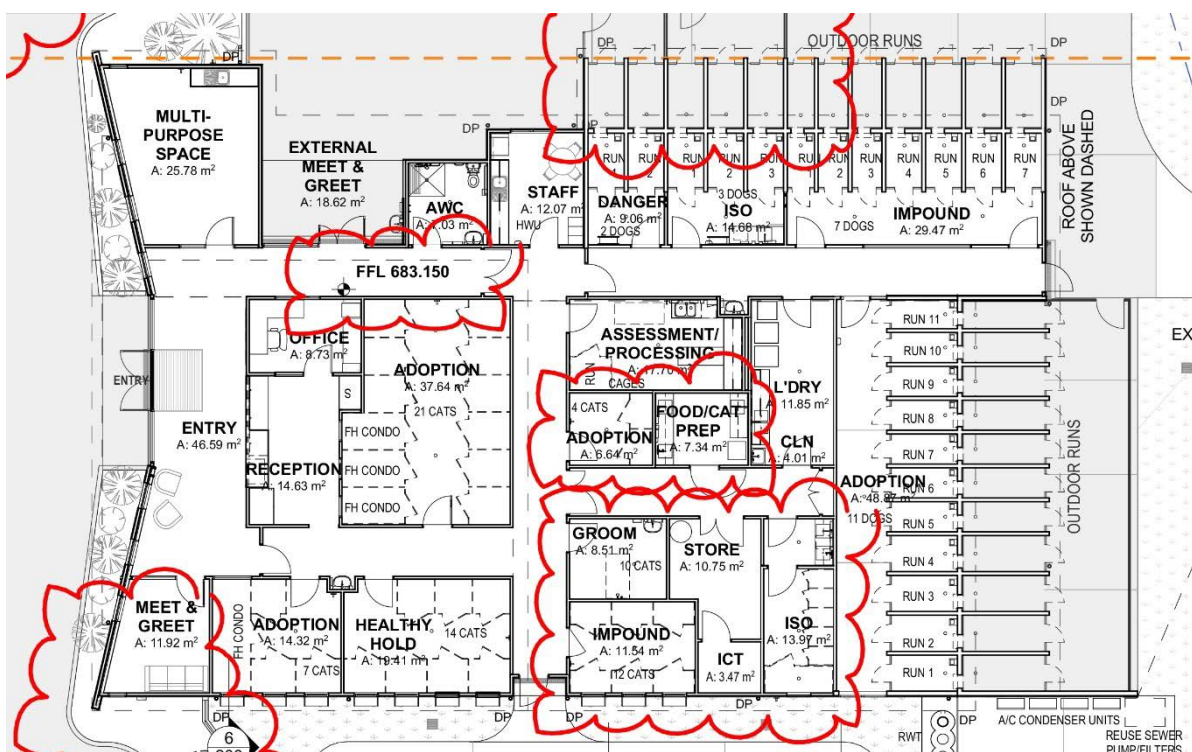 DP
OUTDOOR RUNS
DP
DP
MULTI-
PURPOSE
SPACE
A: 25.78 m²
EXTERNAL
MEET &
GREET
A: 18.62 m²
DP
DP
AWC
STAFF
A: 12.07 m²
HWU
RUN
1
RUN
2
RUN
1
RUN
2
RUN
3
RUN
RUN
2
RUN
3
RUN
4
RUN
5
RUN
6
RUN
7
DANGER
A: 9.06 m²
2 DOGS
3 DOGS
ISO
A: 14.68 m²
7 DOGS
IMPOUND
A: 29.47 m²
ROOF ABOVE
SHOWN DASHED
FFL 683.150
OFFICE
A: 8.73 m²
ADOPTION
A: 37.64 m²
21 CATS
S
FH CONDO
FH CONDO
FH CONDO
ENTRY
ENTRY
A: 46.59 m²
RECEPTION
A: 14.63 m²
ASSESSMENT/
PROCESSING
RUN
CAGES
4 CATS
ADOPTION
A: 6.64 m²
FOOD/CAT
PREP
A: 7.34 m²
L'DRY
A: 11.85 m²
CLN
A: 4.01 m²
RUN 11
RUN 10
RUN 9
RUN 8
RUN 7
RUN 6
RUN 5
RUN 4
RUN 3
RUN 2
RUN 1
ADOPTION
A: 48.87 m²
11 DOGS
OUTDOOR RUNS
EX
GROOM
A: 8.51 m²
10 CATS
STORE
A: 10.75 m²
ISO
A: 13.97 m²
IMPOUND
A: 11.54 m²
12 CATS
ICT
A: 3.47 m²
MEET &
GREET
A: 11.92 m²
FH CONDO
ADOPTION
A: 14.32 m²
7 CATS
HEALTHY
HOLD
A: 19.41 m²
14 CATS
DP
DP
DP
DP
6
RWT
A/C CONDENSER UNITS
REUSE SEWER
PUMP/FILTERS